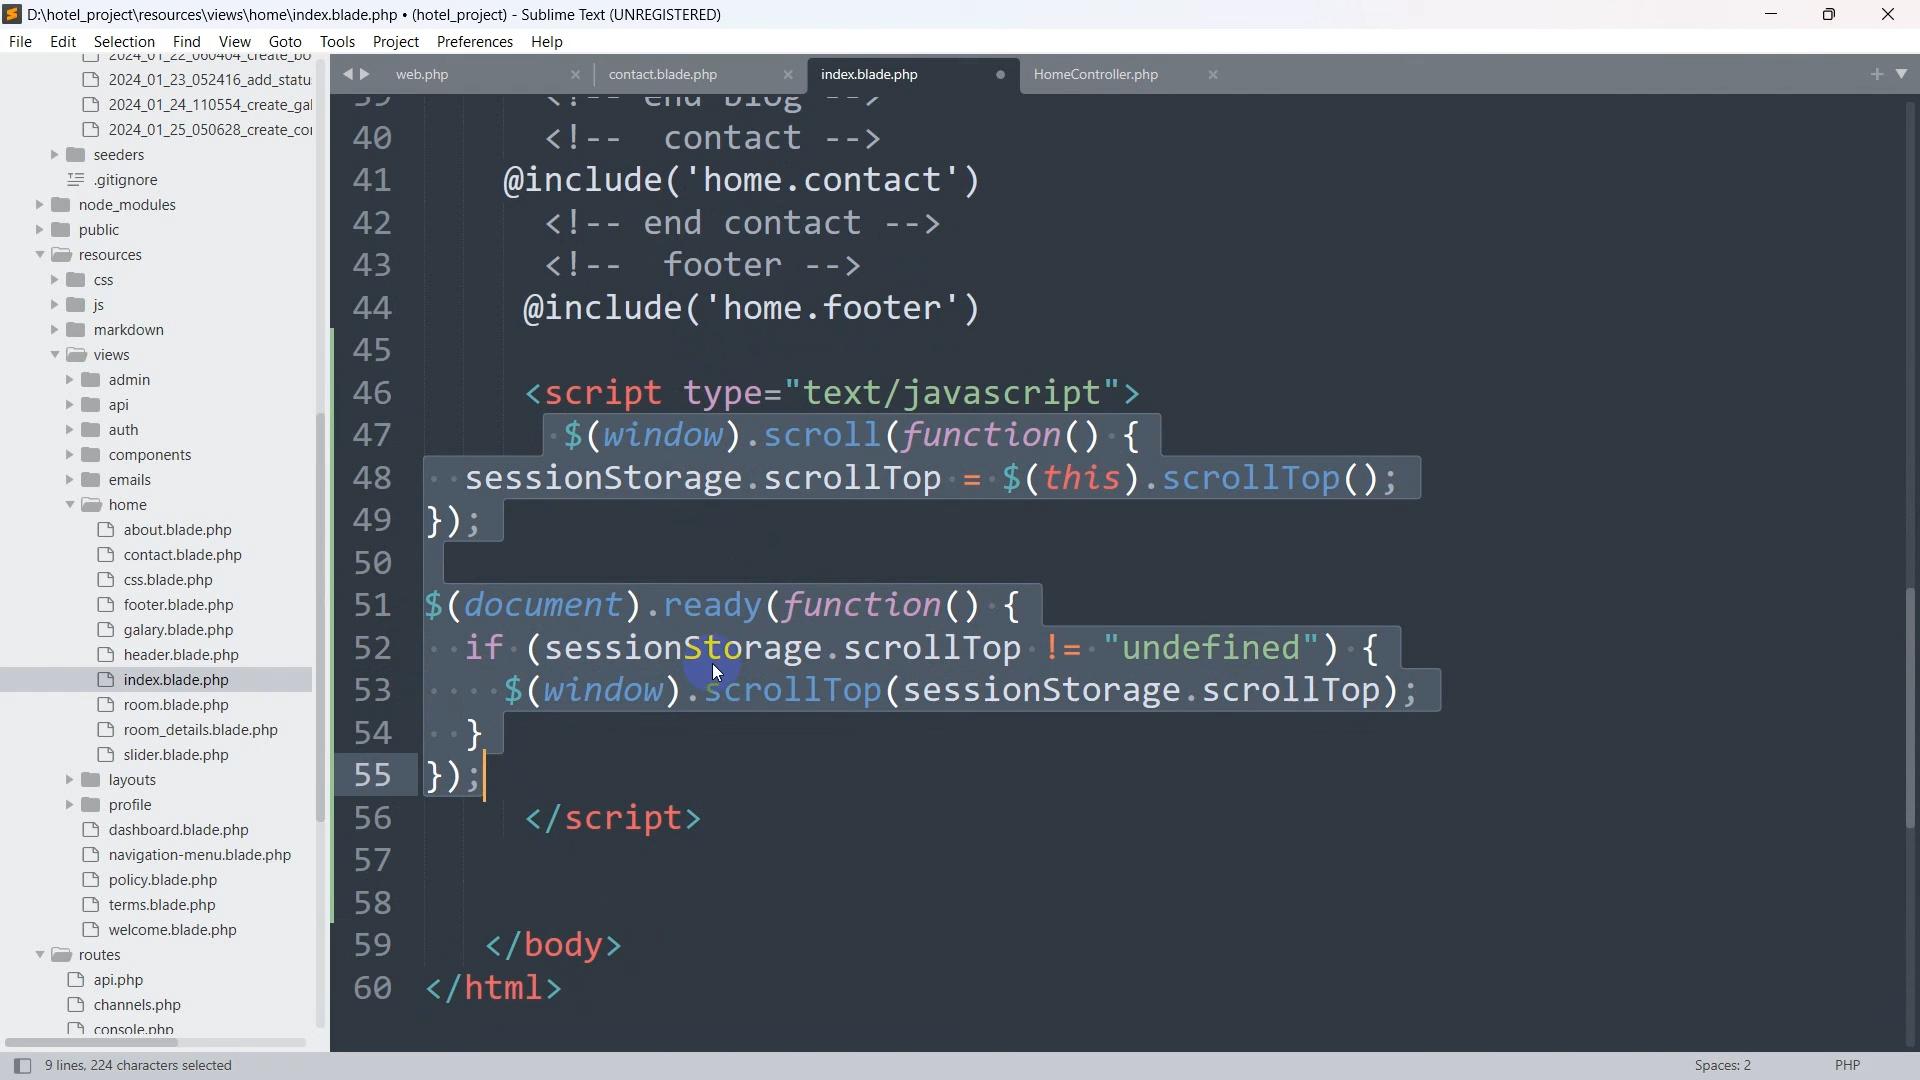 D:\hotel_project\resources\views\home\index.blade.php • (hotel_project) - Sublime Text (UNREGISTERED)
File Edit Selection Find View Goto Tools Project Preferences Help
web.php contact.blade.php index.blade.php HomeController.php
2024_01_22_060404_create_bo
2024_01_23_052416_add_statu
2024_01_24_110554_create_gal
2024_01_25_050628_create_con
seeders
.gitignore
node_modules
public
resources
css
js
markdown
views
admin
api
auth
components
emails
home
about.blade.php
contact.blade.php
css.blade.php
footer.blade.php
galary.blade.php
header.blade.php
index.blade.php
room.blade.php
room_details.blade.php
slider.blade.php
layouts
profile
dashboard.blade.php
navigation-menu.blade.php
policy.blade.php
terms.blade.php
welcome.blade.php
routes
api.php
channels.php
console.php
39 <!-- end blog -->
40 <!--  contact -->
41 @include('home.contact')
42 <!-- end contact -->
43 <!--  footer -->
44 @include('home.footer')
45
46 <script type="text/javascript">
47 $(window).scroll(function() {
48 sessionStorage.scrollTop = $(this).scrollTop();
49 });
50
51 $(document).ready(function() {
52 if (sessionStorage.scrollTop != "undefined") {
53 $(window).scrollTop(sessionStorage.scrollTop);
54 }
55 });
56 </script>
57
58
59 </body>
60 </html>
9 lines, 224 characters selected Spaces: 2 PHP